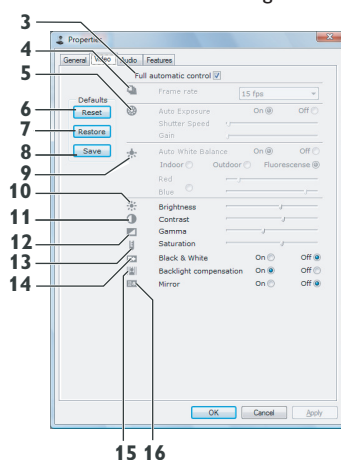 3
4
5
6
7
8
9
10
11
12
13
14
15 16
Properties
General Video Audio Features
Full automatic control
Defaults
Reset
Restore
Save
Frame rate 15 fps
Auto Exposure On Off
Shutter Speed
Gain
Auto White Balance On Off
Indoor Outdoor Fluorescense
Red
Blue
Brightness
Contrast
Gamma
Saturation
Black & White On Off
Backlight compensation On Off
Mirror On Off
OK Cancel Apply